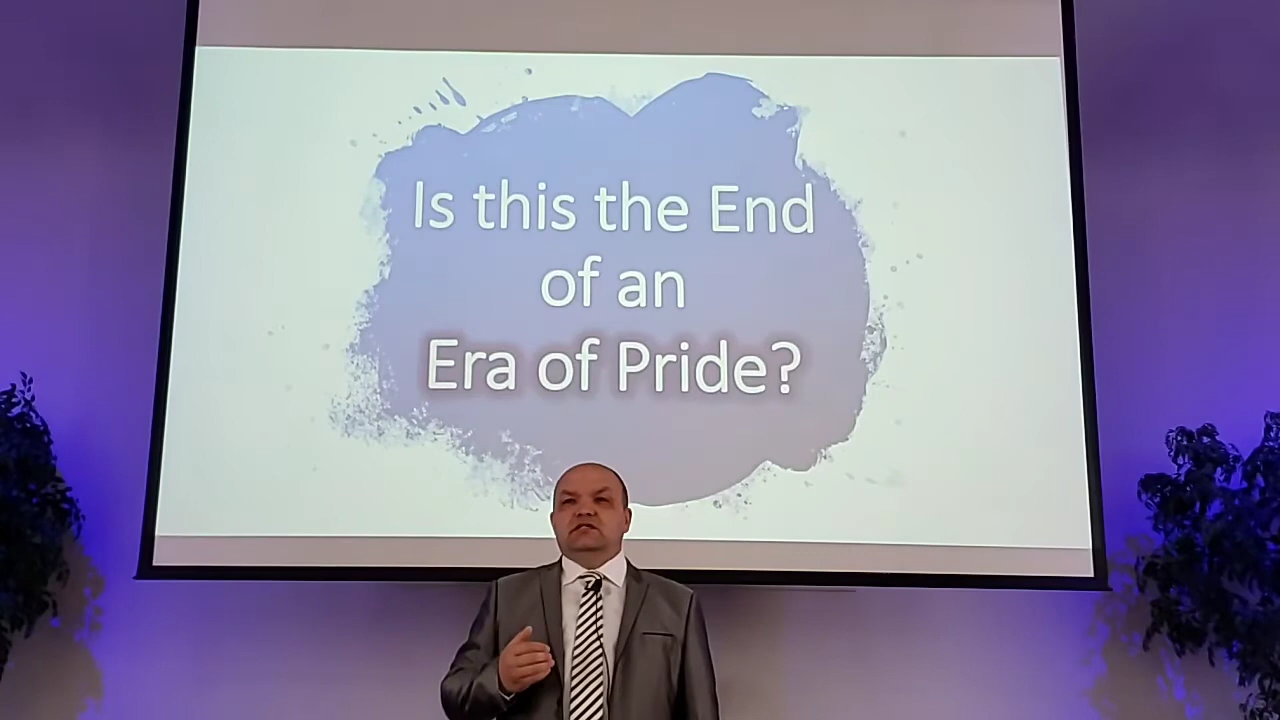 Is this the End
of an
Era of Pride?